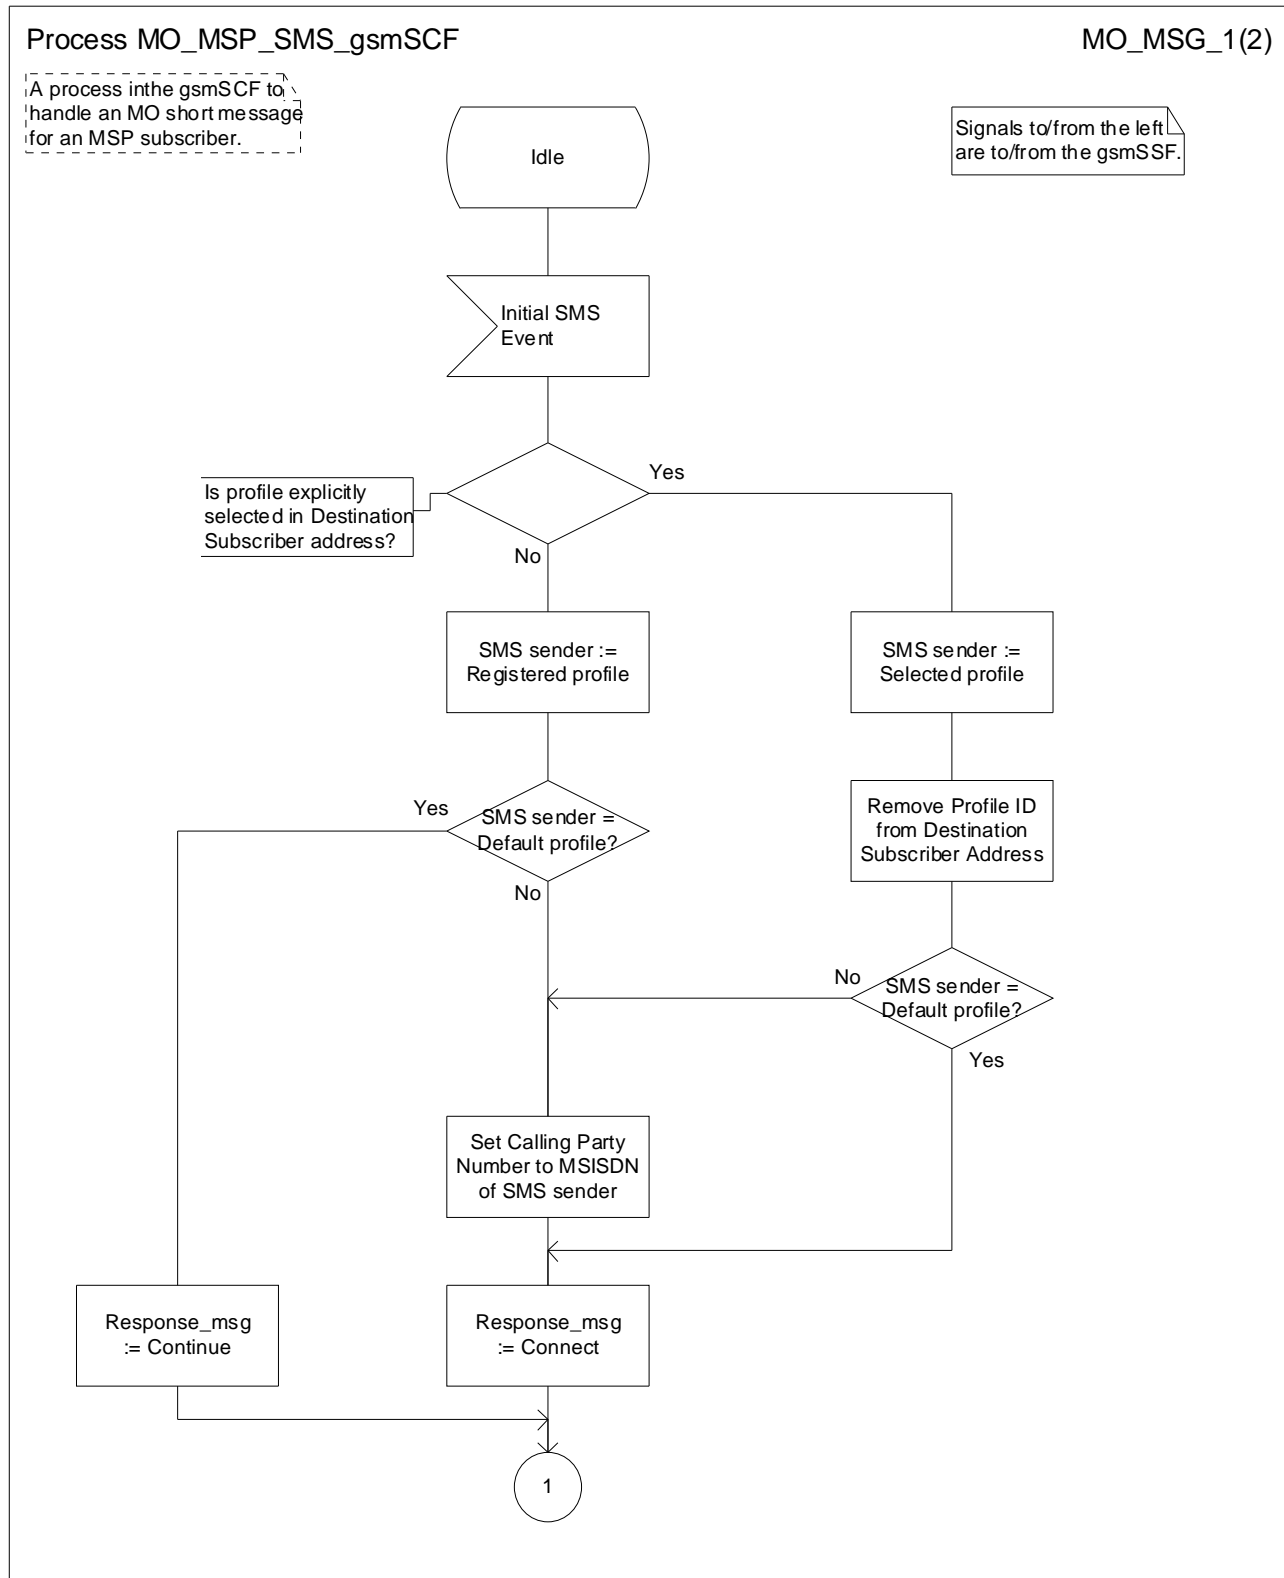 Process MO_MSP_SMS_gsmSCF
MO_MSG_1(2)
A process inthe gsmSCF to
handle an MO short message
for an MSP subscriber.
Signals to/from the left
are to/from the gsmSSF.
Idle
Initial SMS
Event
Is profile explicitly
selected in Destination
Subscriber address?
Yes
No
SMS sender :=
Registered profile
SMS sender :=
Selected profile
Yes
SMS sender =
Default profile?
No
Remove Profile ID
from Destination
Subscriber Address
No
SMS sender =
Default profile?
Yes
Set Calling Party
Number to MSISDN
of SMS sender
Response_msg
:= Continue
Response_msg
:= Connect
1